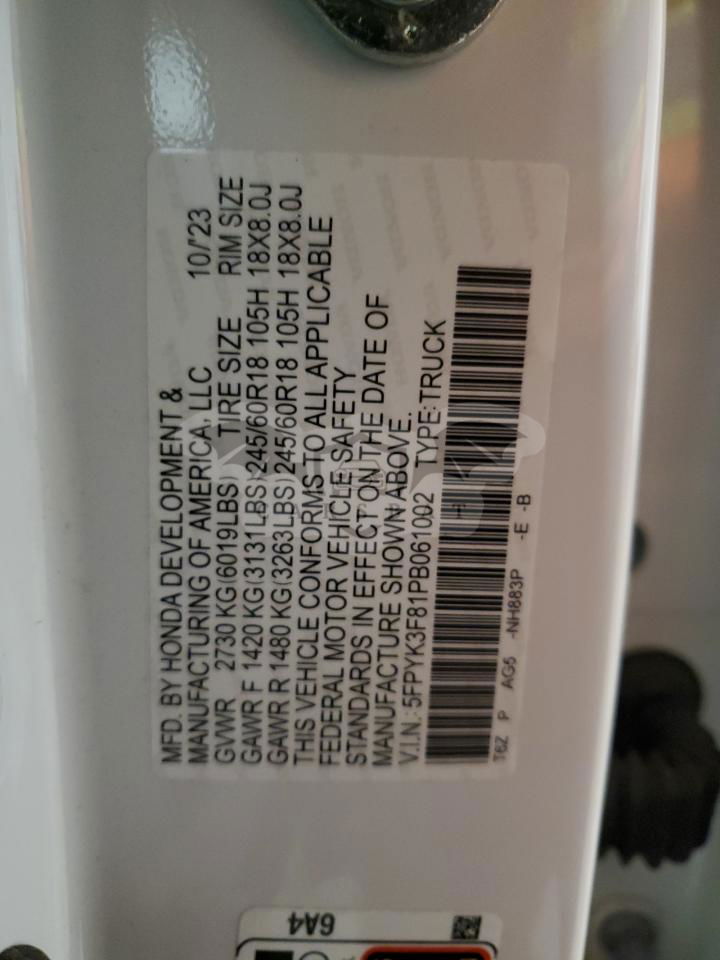 MFD. BY HONDA DEVELOPMENT &
MANUFACTURING OF AMERICA, LLC 10/'23
GVWR 2730 KG(6019LBS) TIRE SIZE RIM SIZE
GAWR F 1420 KG(3131LBS)245/60R18 105H 18X8.0J
GAWR R 1480 KG(3263LBS)245/60R18 105H 18X8.0J
THIS VEHICLE CONFORMS TO ALL APPLICABLE
FEDERAL MOTOR VEHICLE SAFETY
STANDARDS IN EFFECT ON THE DATE OF
MANUFACTURE SHOWN ABOVE.
V.I.N.: 5FPYK3F81PB061002 TYPE: TRUCK
T6Z P AG5 -NH883P -E -B
6A4